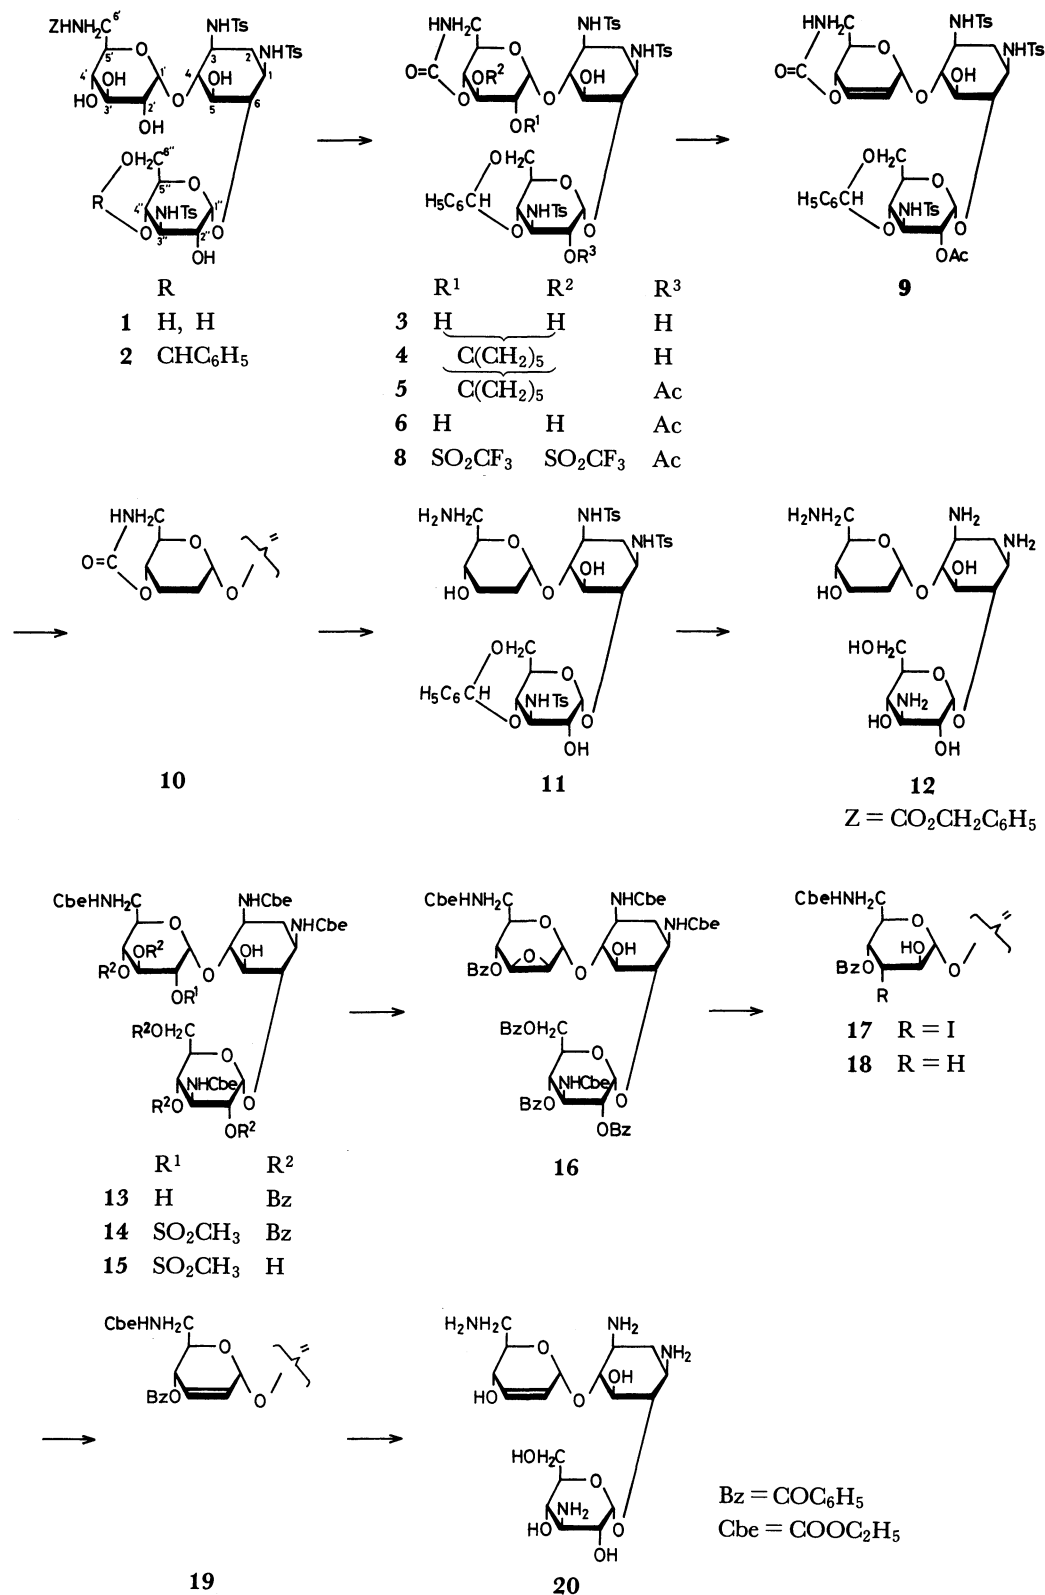 ZHNH2C 6' NHTs
5' O 3 2 NHTs
4' OH 1' 4 OH 1
HO 3' 2' O 5 6
OH
OH2C 6"
R 5" O
4" NHTs 1"
O 3" 2" O
OH
R
1 H, H
2 CHC6H5
HNH2C NHTs
O NHTs
O=C OR2 OH
O O
OR1
OH2C
H5C6CH O
NHTs
O O
OR3
R1 R2 R3
3 H H H
4 C(CH2)5 H
5 C(CH2)5 Ac
6 H H Ac
8 SO2CF3 SO2CF3 Ac
HNH2C NHTs
O NHTs
O=C OH
O O
OH2C
H5C6CH O
NHTs
O O
OAc
9
HNH2C
O "
O=C
O O
10
H2NH2C NHTs
O NHTs
OH
HO O
OH2C
H5C6CH O
NHTs
O O
OH
11
H2NH2C NH2
O NH2
OH
HO O
HOH2C
O
NH2
HO O
OH
12
Z = CO2CH2C6H5
CbeHNH2C NHCbe
O NHCbe
OR2 OH
R2O O
OR1
R2OH2C
O
NHCbe
R2O O
OR2
R1 R2
13 H Bz
14 SO2CH3 Bz
15 SO2CH3 H
CbeHNH2C NHCbe
O NHCbe
O OH
BzO O
BzOH2C
O
NHCbe
BzO O
OBz
16
CbeHNH2C
O "
HO
BzO O
R
17 R = I
18 R = H
CbeHNH2C
O "
BzO O
19
H2NH2C NH2
O NH2
OH
HO O
HOH2C
O
NH2
HO O
OH
20
Bz = COC6H5
Cbe = COOC2H5